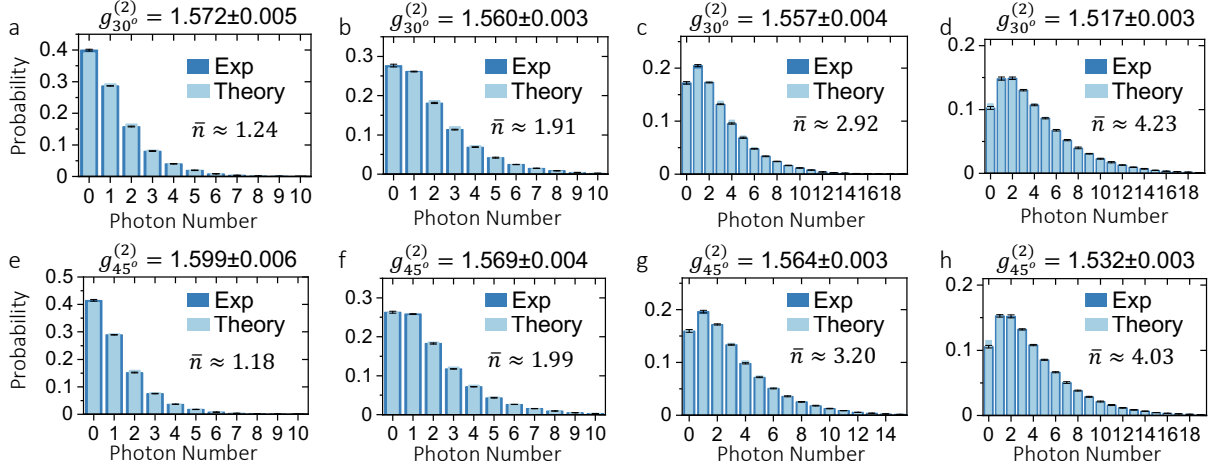 a
g(2)30o = 1.572±0.005
Probability
0.4
0.3
0.2
0.1
0
Exp
Theory
n̄ ≈ 1.24
0 1 2 3 4 5 6 7 8 9 10
Photon Number
b
g(2)30o = 1.560±0.003
0.3
0.2
0.1
0
Exp
Theory
n̄ ≈ 1.91
0 1 2 3 4 5 6 7 8 9 10
Photon Number
c
g(2)30o = 1.557±0.004
0.2
0.1
0
Exp
Theory
n̄ ≈ 2.92
0 2 4 6 8 10 12 14 16 18
Photon Number
d
g(2)30o = 1.517±0.003
0.2
0.1
0
Exp
Theory
n̄ ≈ 4.23
0 2 4 6 8 10 12 14 16 18
Photon Number
e
g(2)45o = 1.599±0.006
Probability
0.5
0.4
0.3
0.2
0.1
0
Exp
Theory
n̄ ≈ 1.18
0 1 2 3 4 5 6 7 8 9 10
Photon Number
f
g(2)45o = 1.569±0.004
0.3
0.2
0.1
0
Exp
Theory
n̄ ≈ 1.99
0 1 2 3 4 5 6 7 8 9 10
Photon Number
g
g(2)45o = 1.564±0.003
0.2
0.1
0
Exp
Theory
n̄ ≈ 3.20
0 2 4 6 8 10 12 14
Photon Number
h
g(2)45o = 1.532±0.003
0.2
0.1
0
Exp
Theory
n̄ ≈ 4.03
0 2 4 6 8 10 12 14 16 18
Photon Number